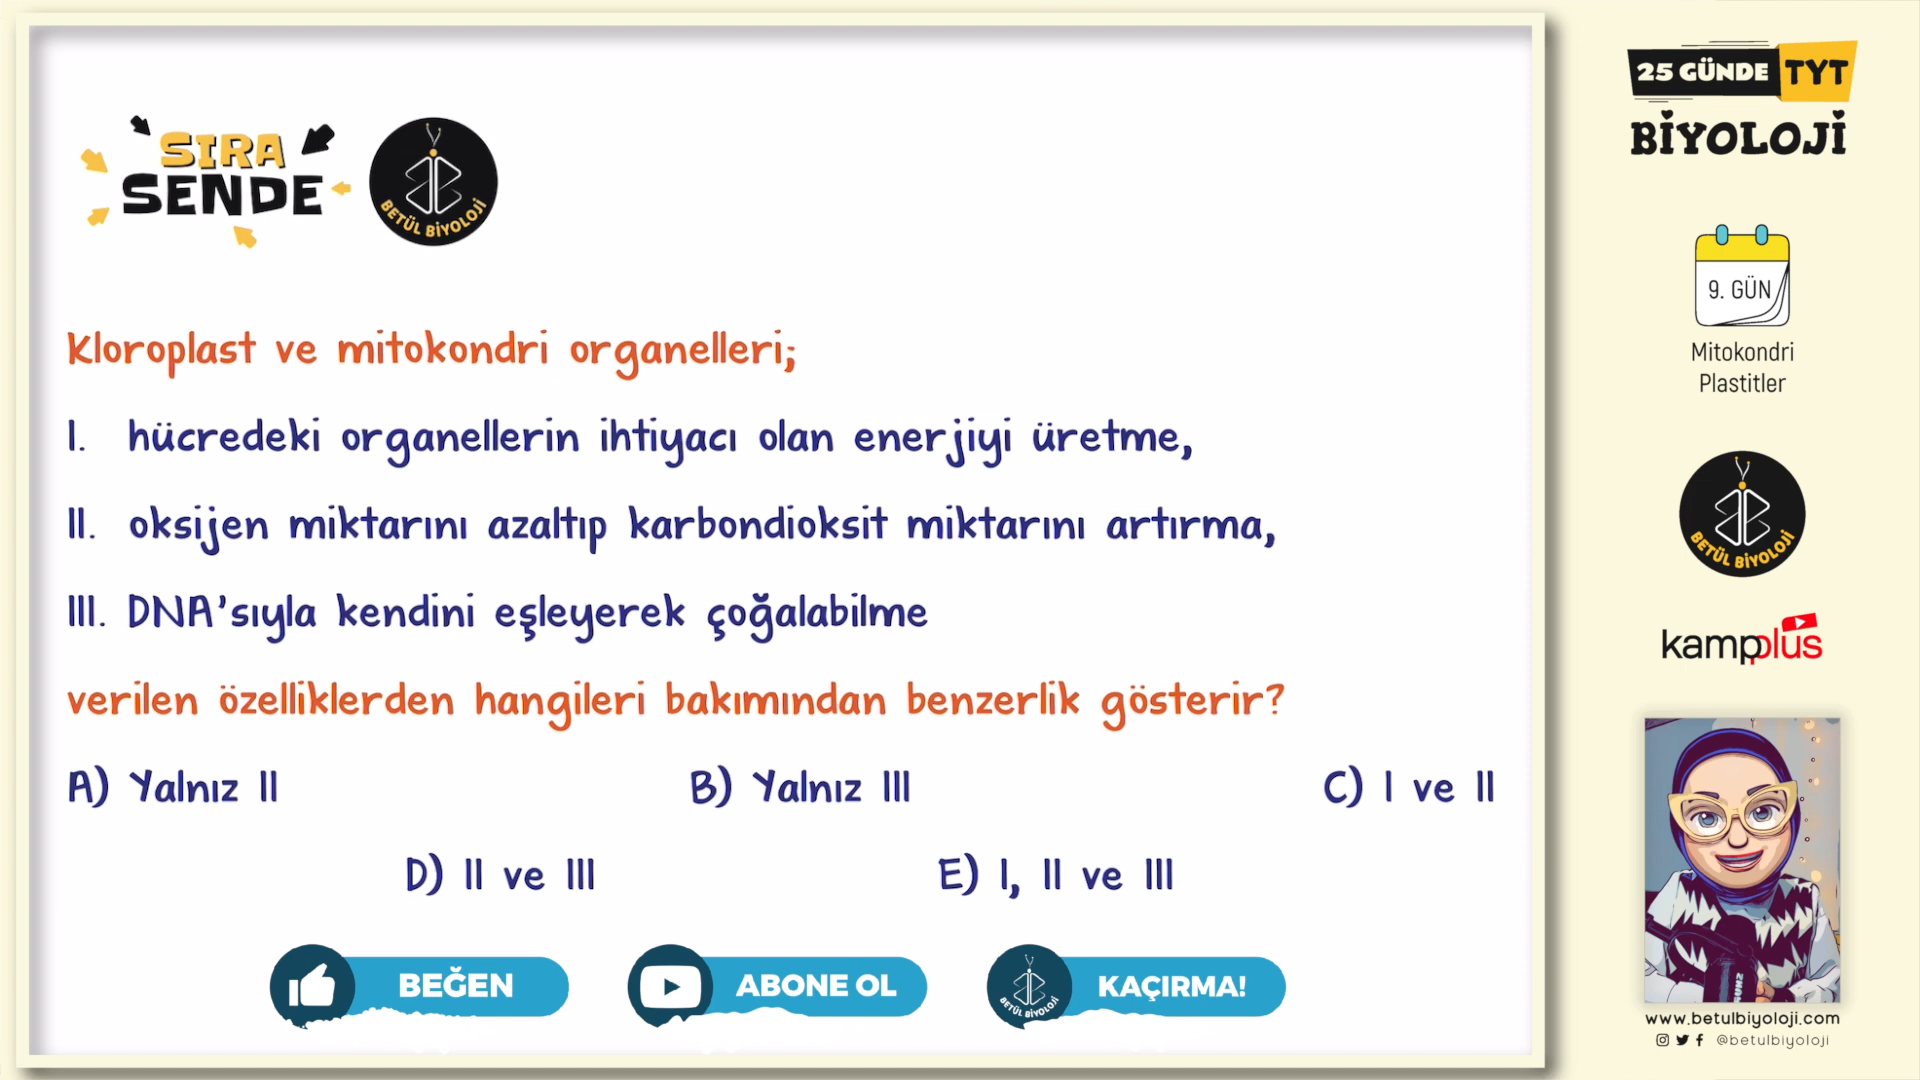 SIRA
SENDE
BETÜL BİYOLOJİ
Kloroplast ve mitokondri organelleri;
I. hücredeki organellerin ihtiyacı olan enerjiyi üretme,
II. oksijen miktarını azaltıp karbondioksit miktarını artırma,
III. DNA'sıyla kendini eşleyerek çoğalabilme
verilen özelliklerden hangileri bakımından benzerlik gösterir?
A) Yalnız II
B) Yalnız III
C) I ve II
D) II ve III
E) I, II ve III
BEĞEN
ABONE OL
BETÜL BİYOLOJİ
KAÇIRMA!
25 GÜNDE TYT
BİYOLOJİ
9. GÜN
Mitokondri
Plastitler
BETÜL BİYOLOJİ
kampplus
www.betulbiyoloji.com
@betulbiyoloji